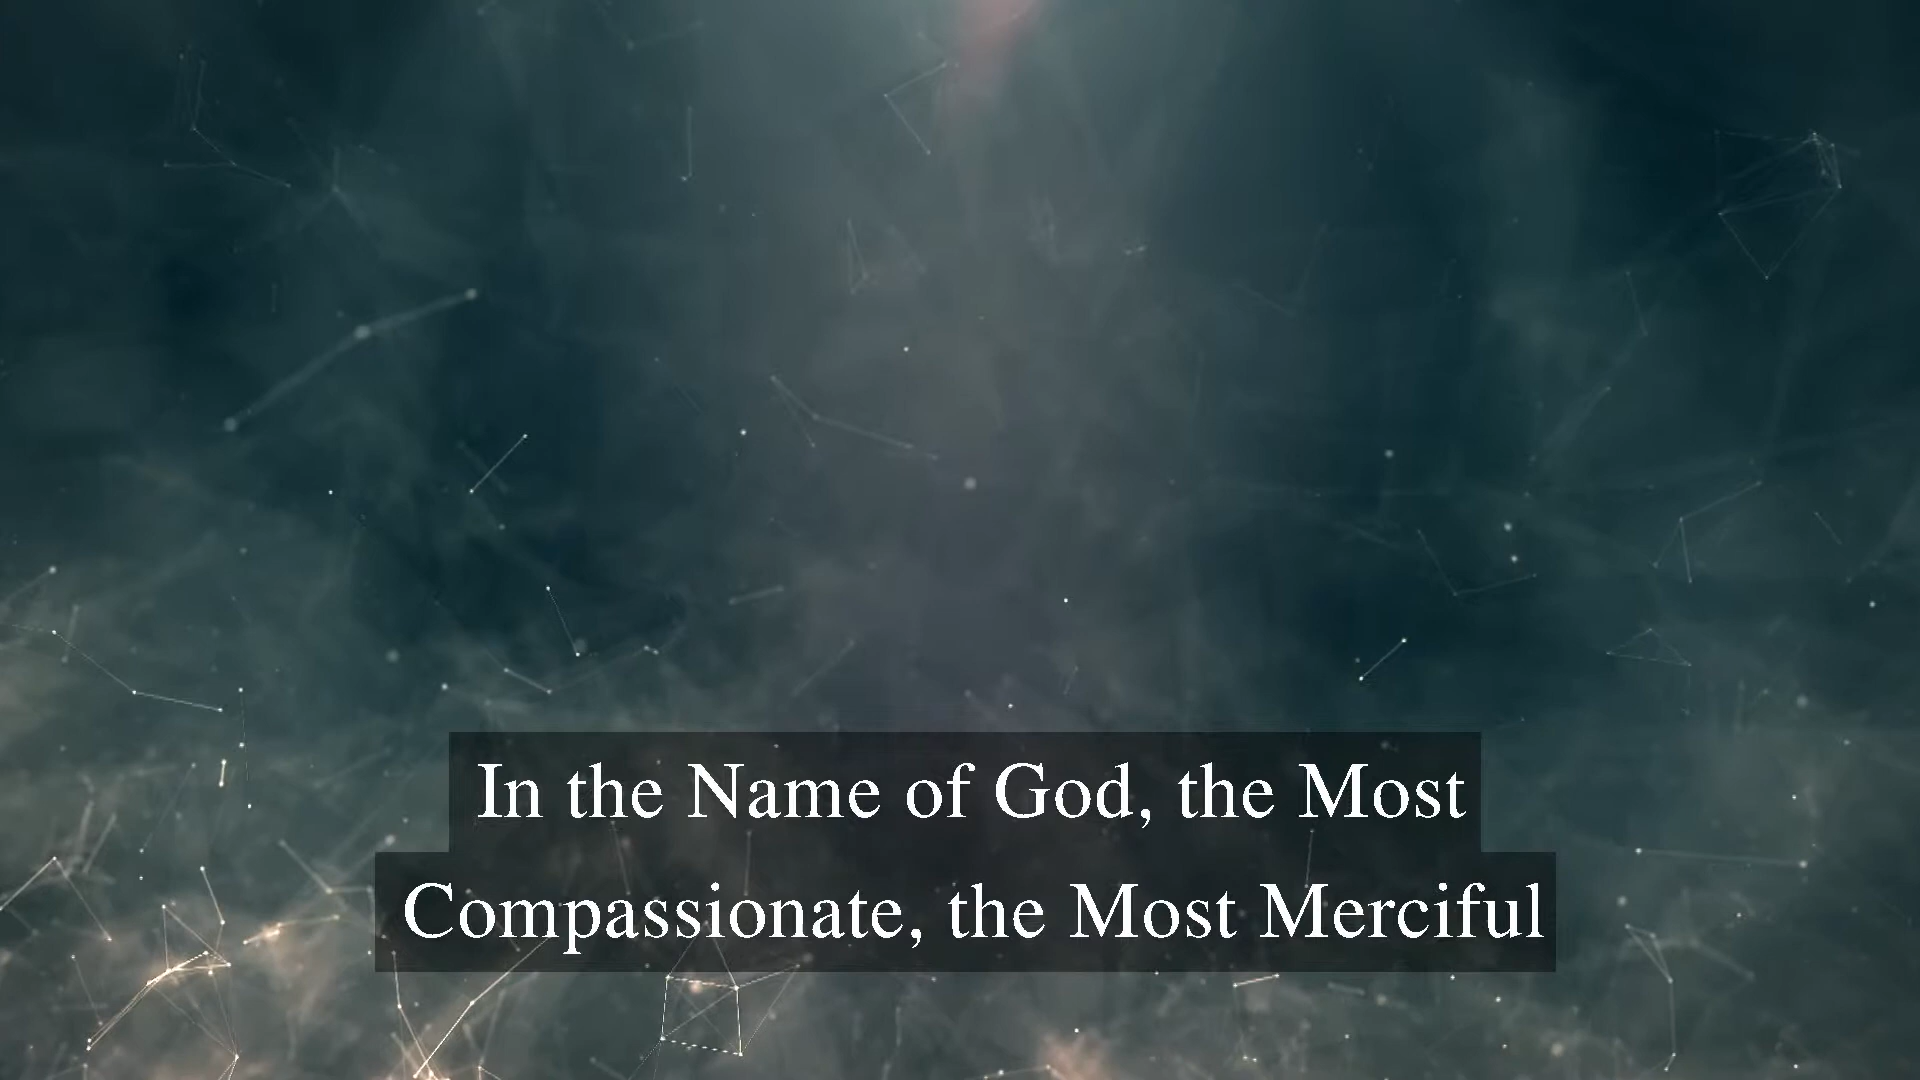 In the Name of God, the Most
Compassionate, the Most Merciful